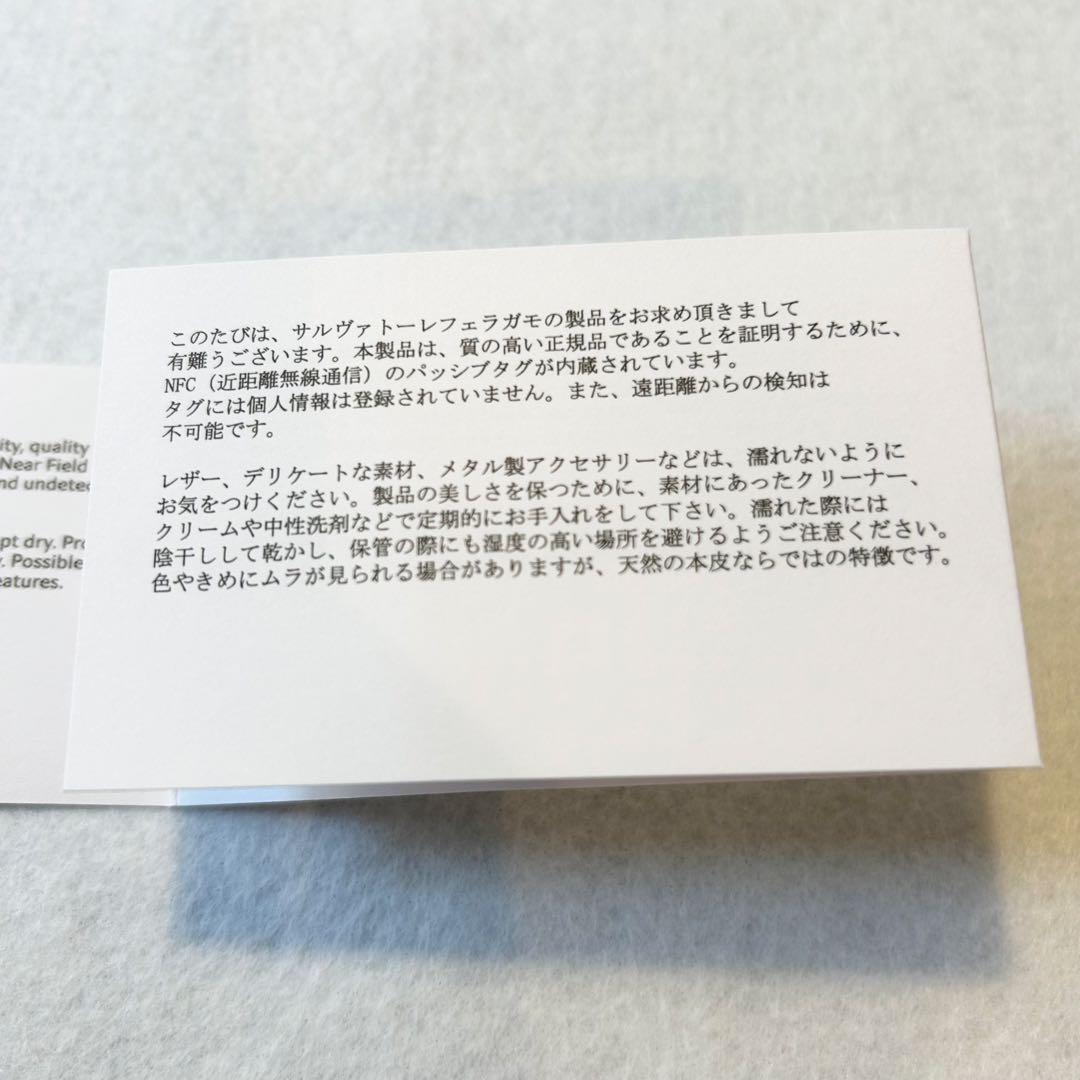 このたびは、サルヴァトーレフェラガモの製品をお求め頂きまして
有難うございます。本製品は、質の高い正規品であることを証明するために、
NFC（近距離無線通信）のパッシブタグが内蔵されています。
タグには個人情報は登録されていません。また、遠距離からの検知は
不可能です。
レザー、デリケートな素材、メタル製アクセサリーなどは、濡れないように
お気をつけください。製品の美しさを保つために、素材にあったクリーナー、
クリームや中性洗剤などで定期的にお手入れをして下さい。濡れた際には
陰干しして乾かし、保管の際にも湿度の高い場所を避けるようご注意ください。
色やきめにムラが見られる場合がありますが、天然の本皮ならではの特徴です。
ity, quality
Near Field
nd undete
pt dry. Pro
. Possible
eatures.